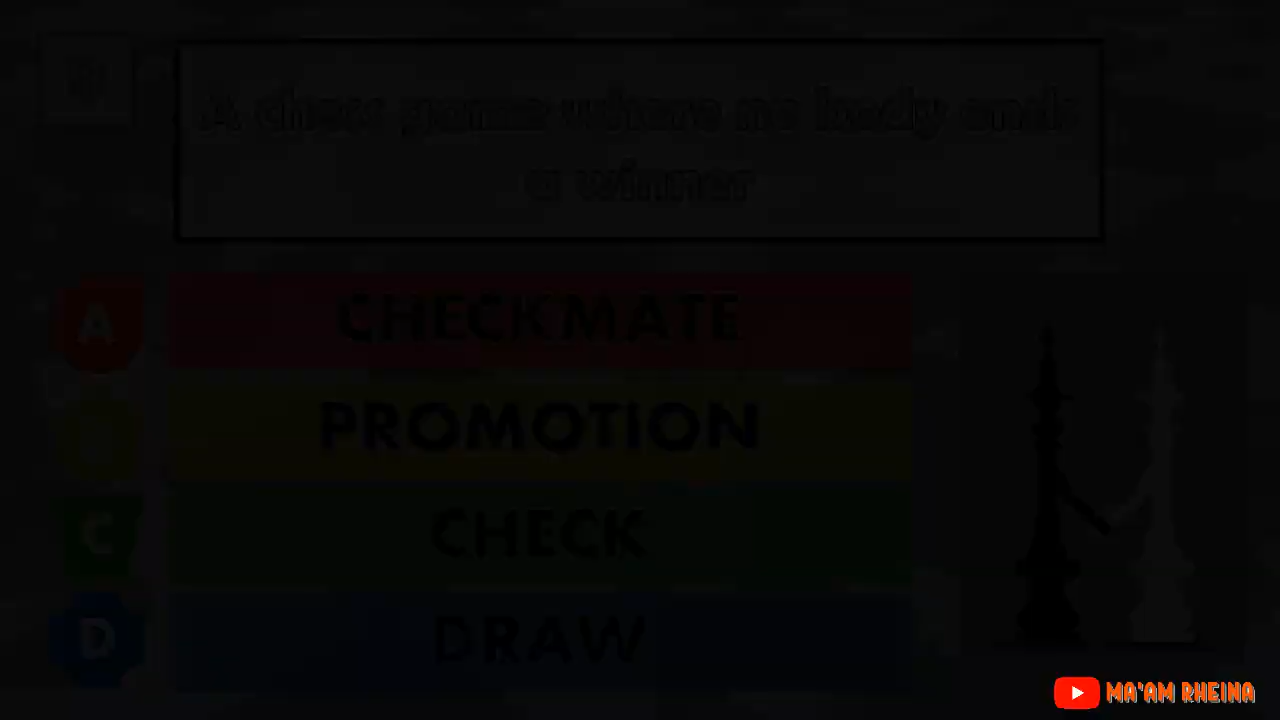 A chess game where no body ends
a winner
A
CHECKMATE
PROMOTION
C
CHECK
D
DRAW
MA'AM RHEINA